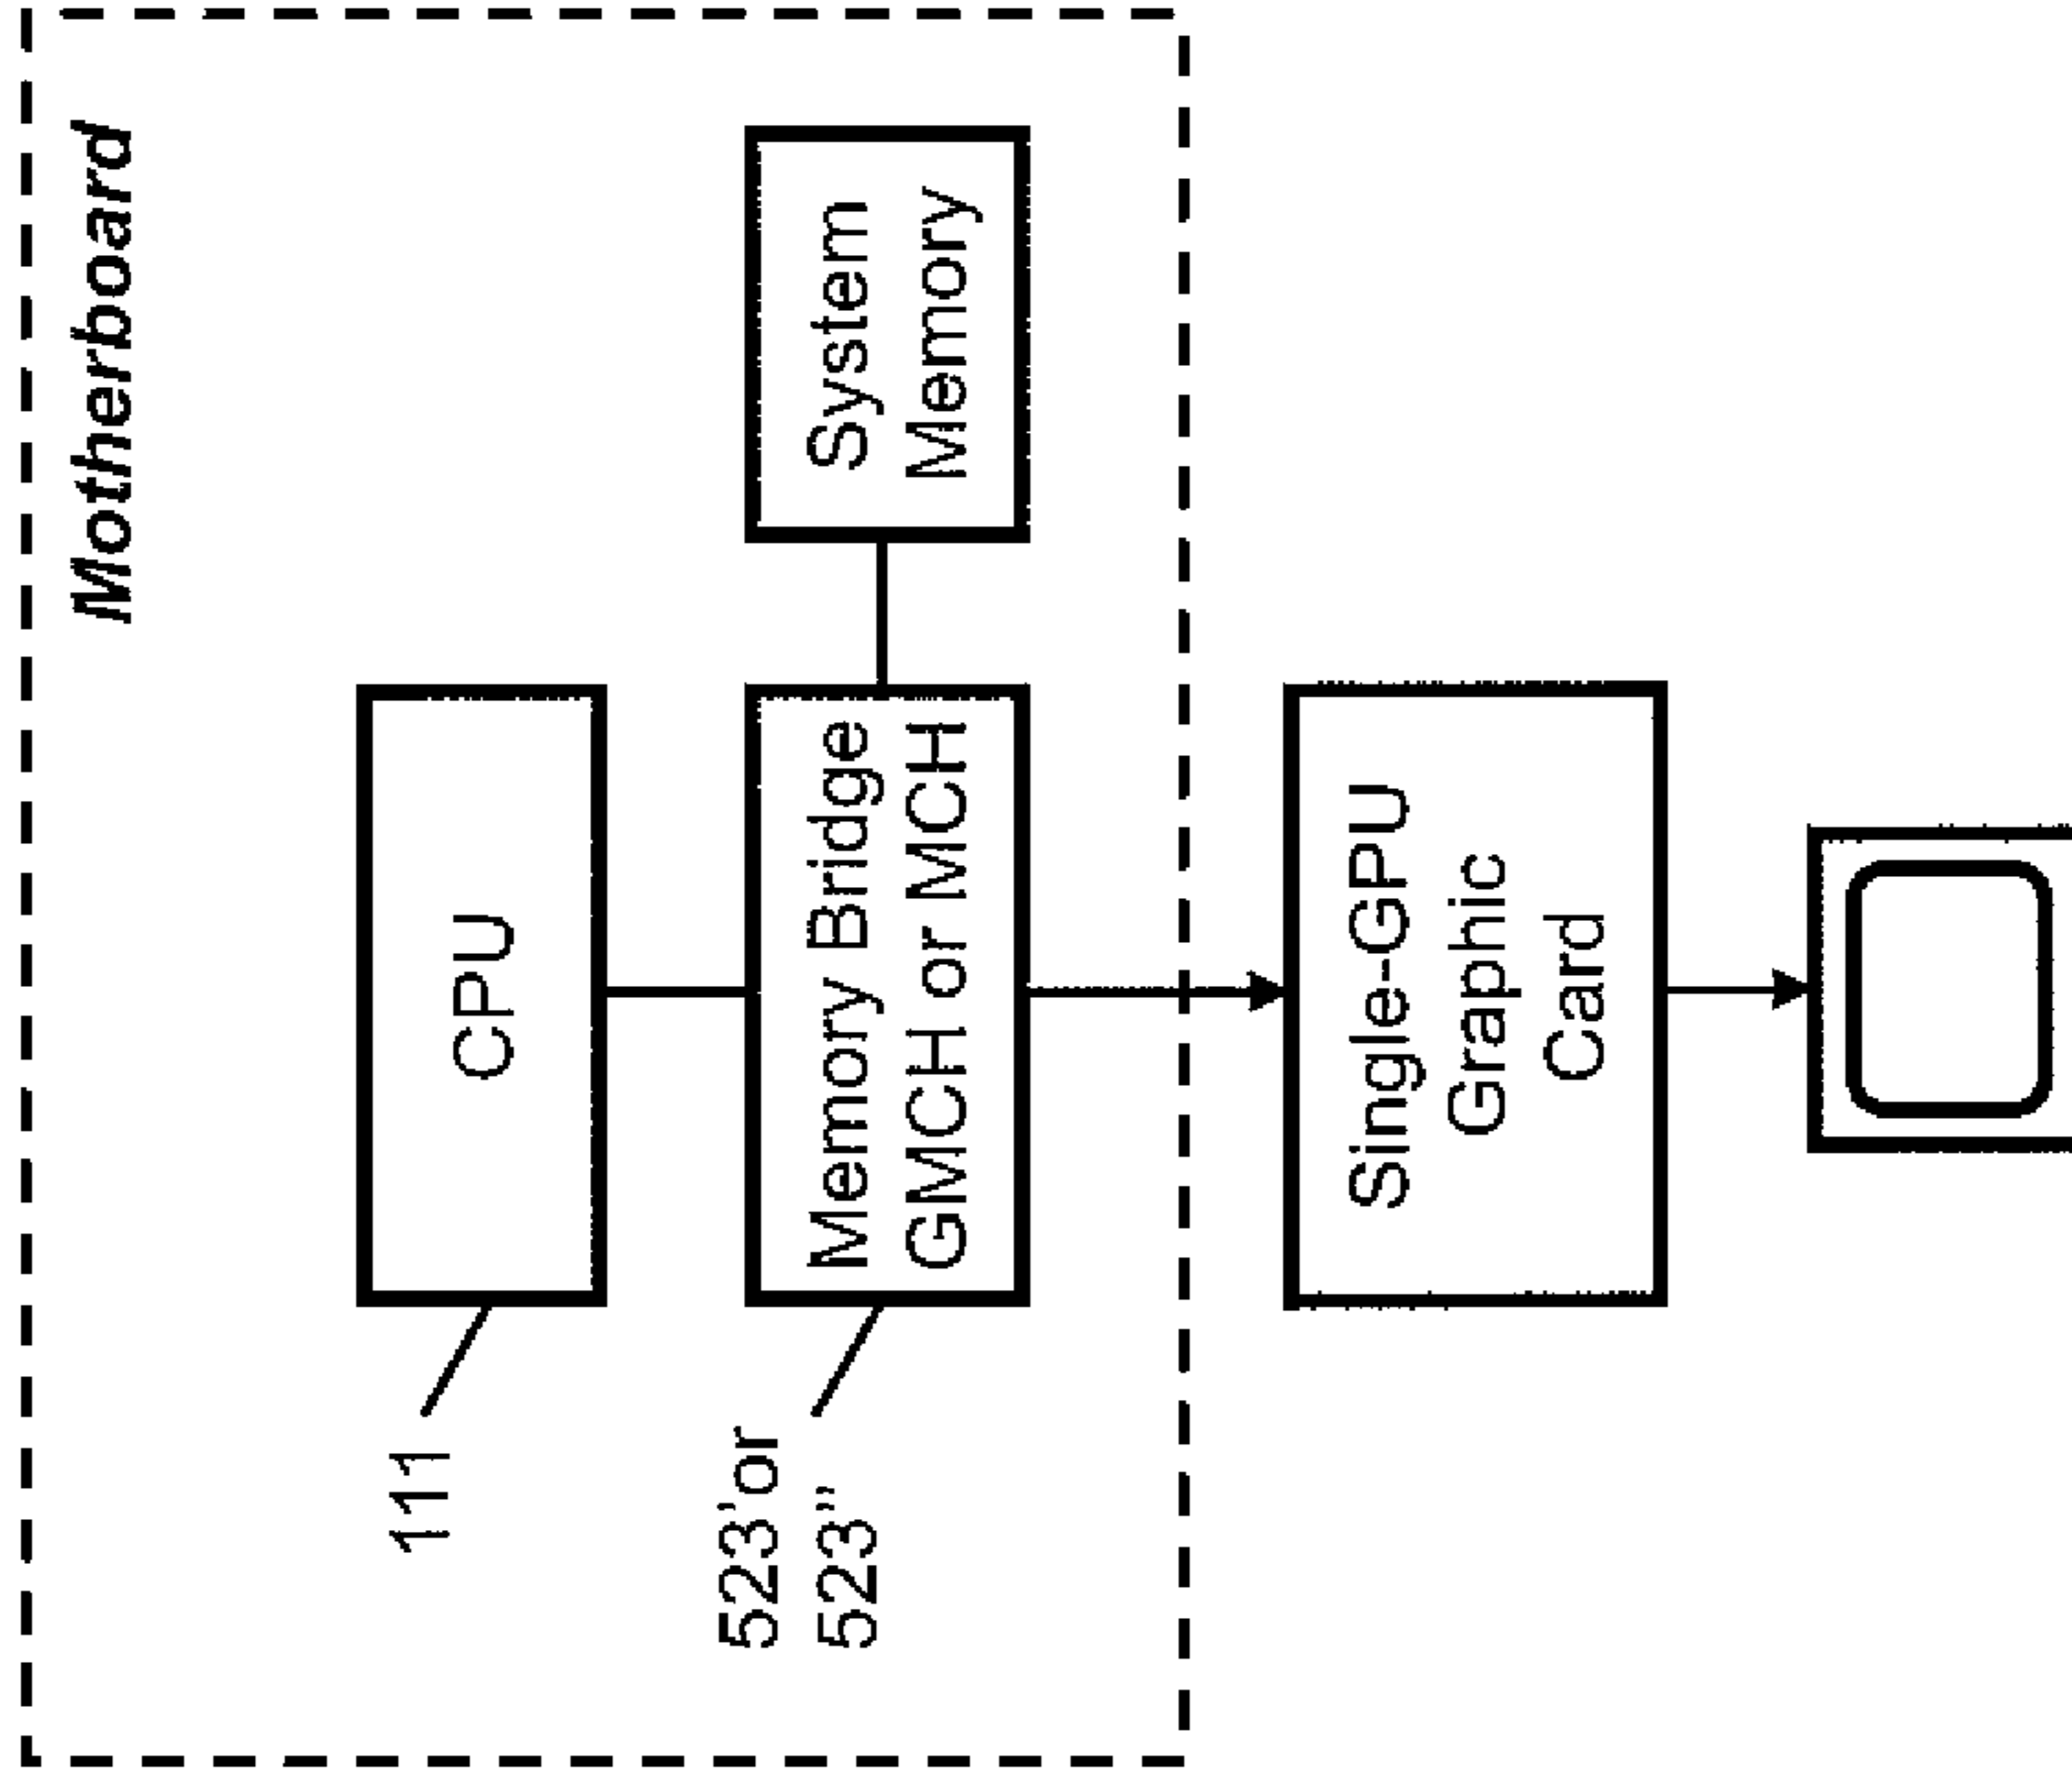 Motherboard
CPU
111
System
Memory
Memory Bridge
GMCH or MCH
523' or
523"
Single-GPU
Graphic
Card